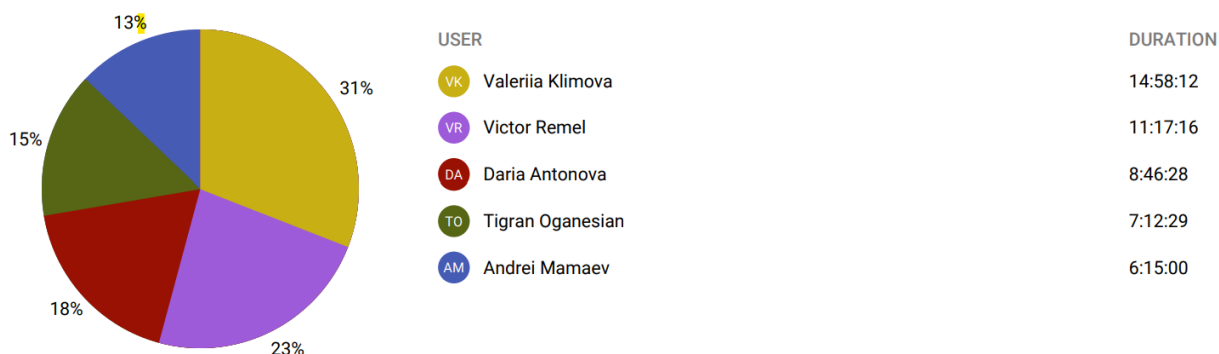 13%
31%
15%
18%
23%
USER DURATION
VK Valeriia Klimova 14:58:12
VR Victor Remel 11:17:16
DA Daria Antonova 8:46:28
TO Tigran Oganesian 7:12:29
AM Andrei Mamaev 6:15:00